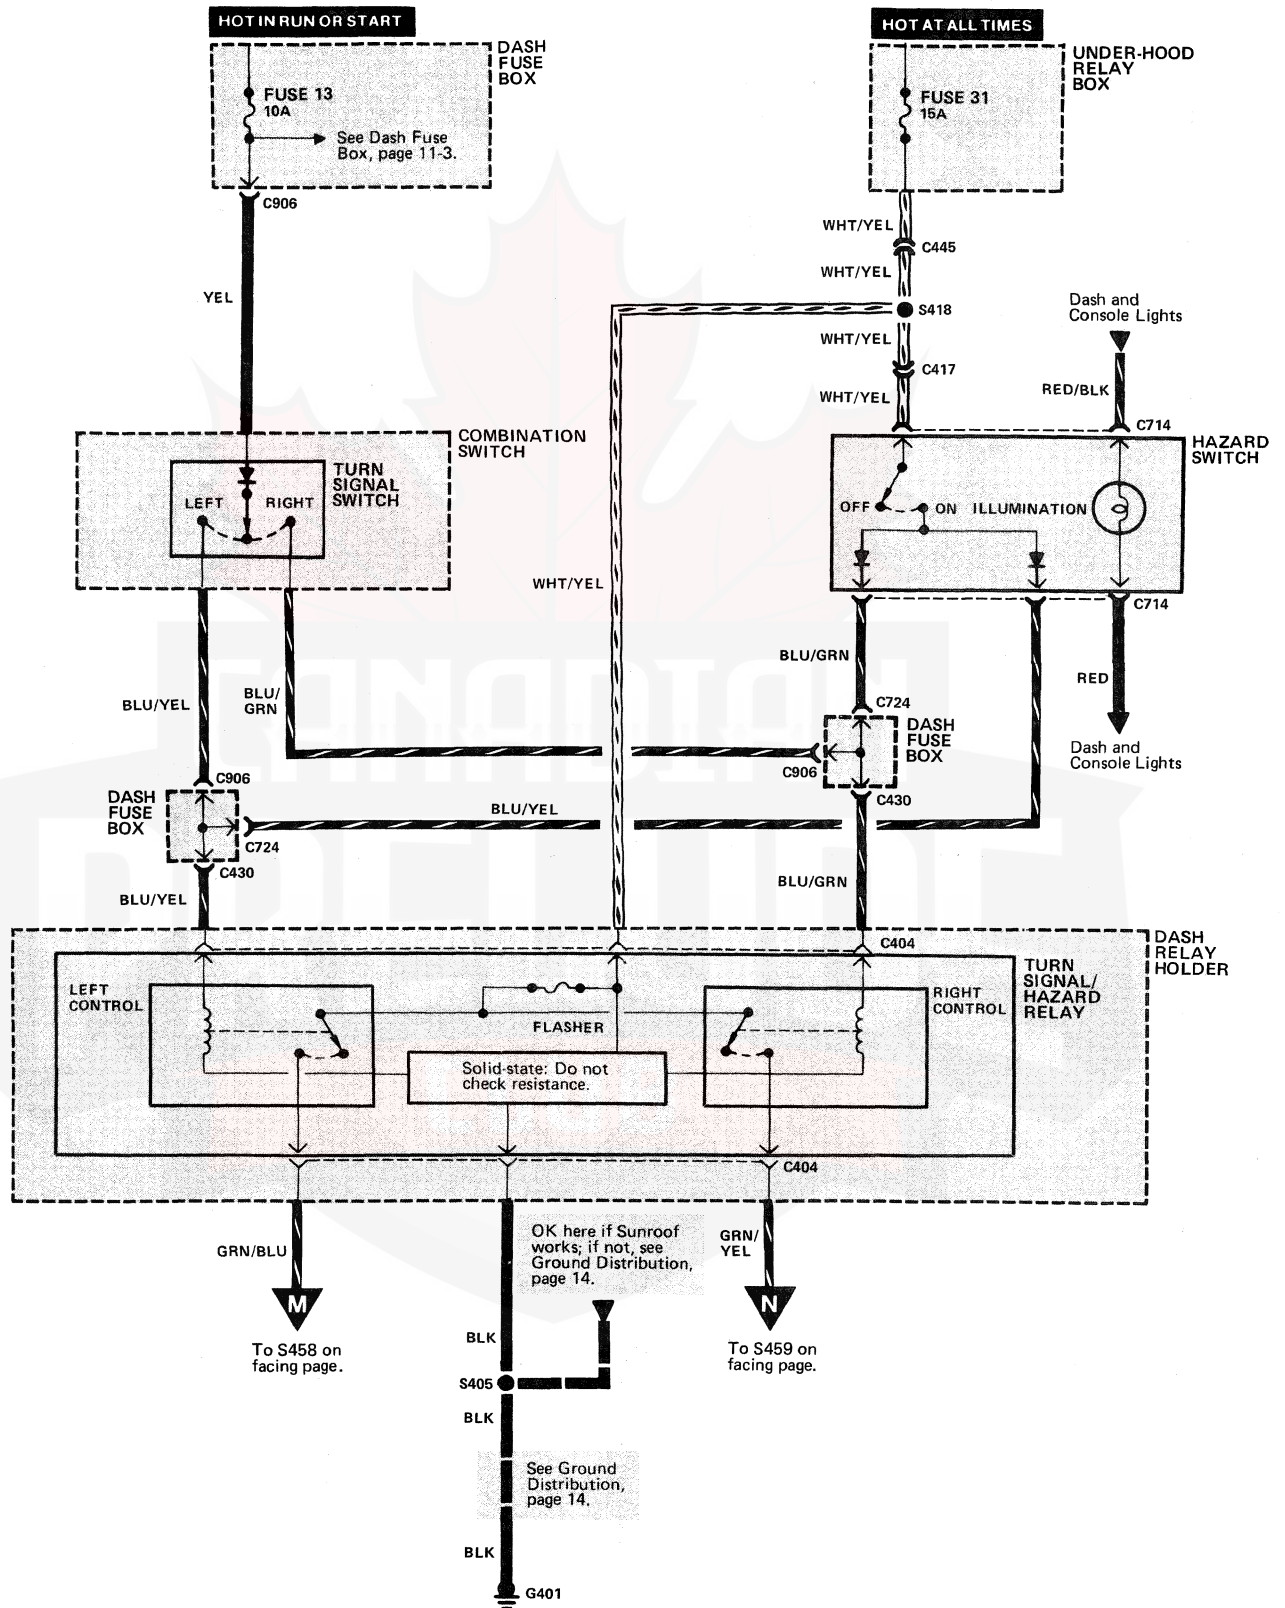 HOT IN RUN OR START
HOT AT ALL TIMES
DASH
FUSE
BOX
FUSE 13
10A
See Dash Fuse
Box, page 11-3.
C906
UNDER-HOOD
RELAY
BOX
FUSE 31
15A
WHT/YEL
C445
WHT/YEL
YEL
S418
Dash and
Console Lights
WHT/YEL
C417
WHT/YEL
RED/BLK
C714
COMBINATION
SWITCH
HAZARD
SWITCH
TURN
SIGNAL
SWITCH
LEFT
RIGHT
OFF
ON
ILLUMINATION
WHT/YEL
C714
CANADIAN
BLU/GRN
RED
BLU/YEL
BLU/
GRN
C724
DASH
FUSE
BOX
C906
Dash and
Console Lights
C906
DASH
FUSE
BOX
C430
BLU/YEL
C724
C430
BLU/YEL
BLU/GRN
C404
DASH
RELAY
HOLDER
TURN
SIGNAL/
HAZARD
RELAY
LEFT
CONTROL
RIGHT
CONTROL
FLASHER
Solid-state: Do not
check resistance.
C404
GRN/BLU
OK here if Sunroof
works; if not, see
Ground Distribution,
page 14.
GRN/
YEL
M
N
To S458 on
facing page.
To S459 on
facing page.
BLK
S405
BLK
See Ground
Distribution,
page 14.
BLK
G401